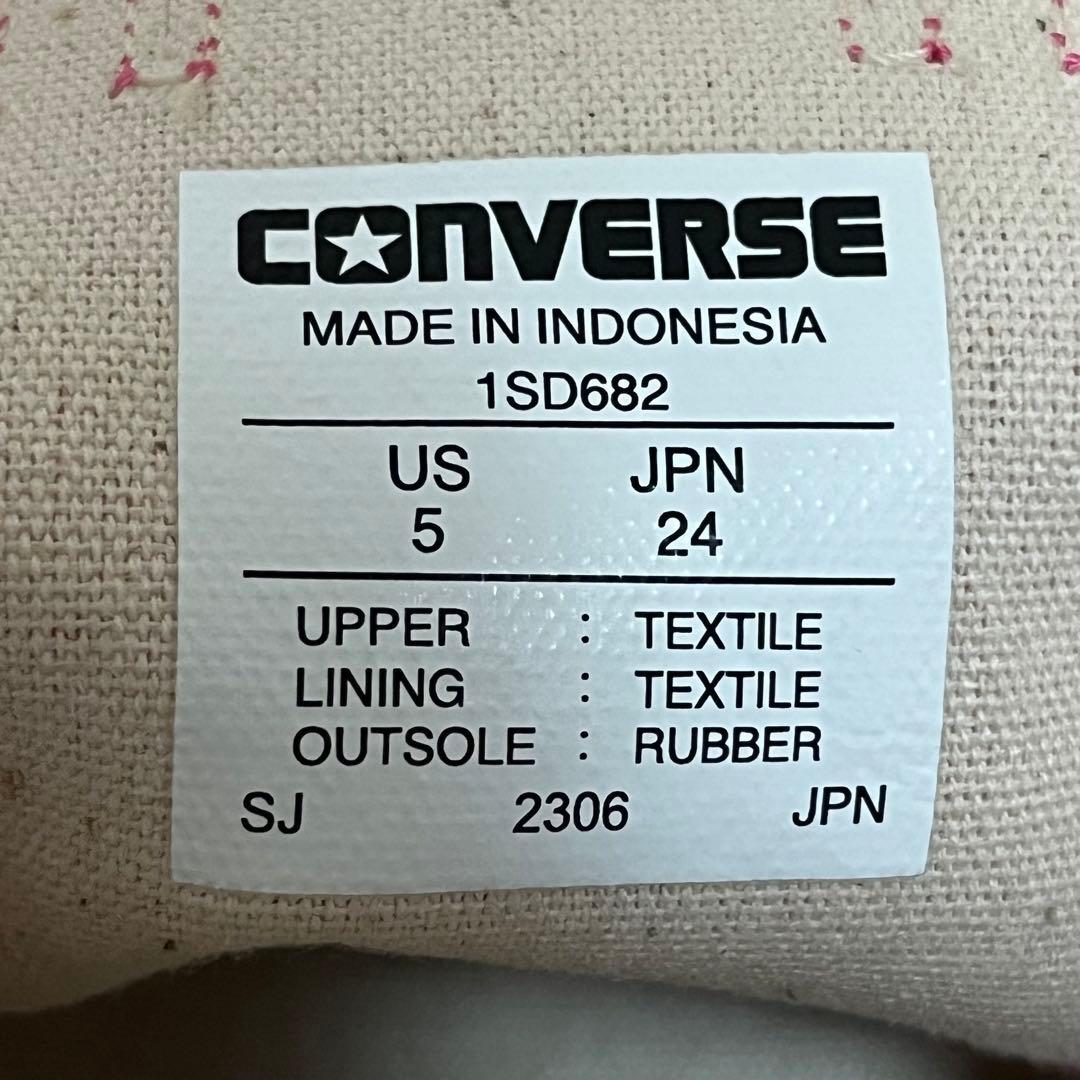 CONVERSE
MADE IN INDONESIA
1SD682
US JPN
5 24
UPPER : TEXTILE
LINING : TEXTILE
OUTSOLE : RUBBER
SJ 2306 JPN